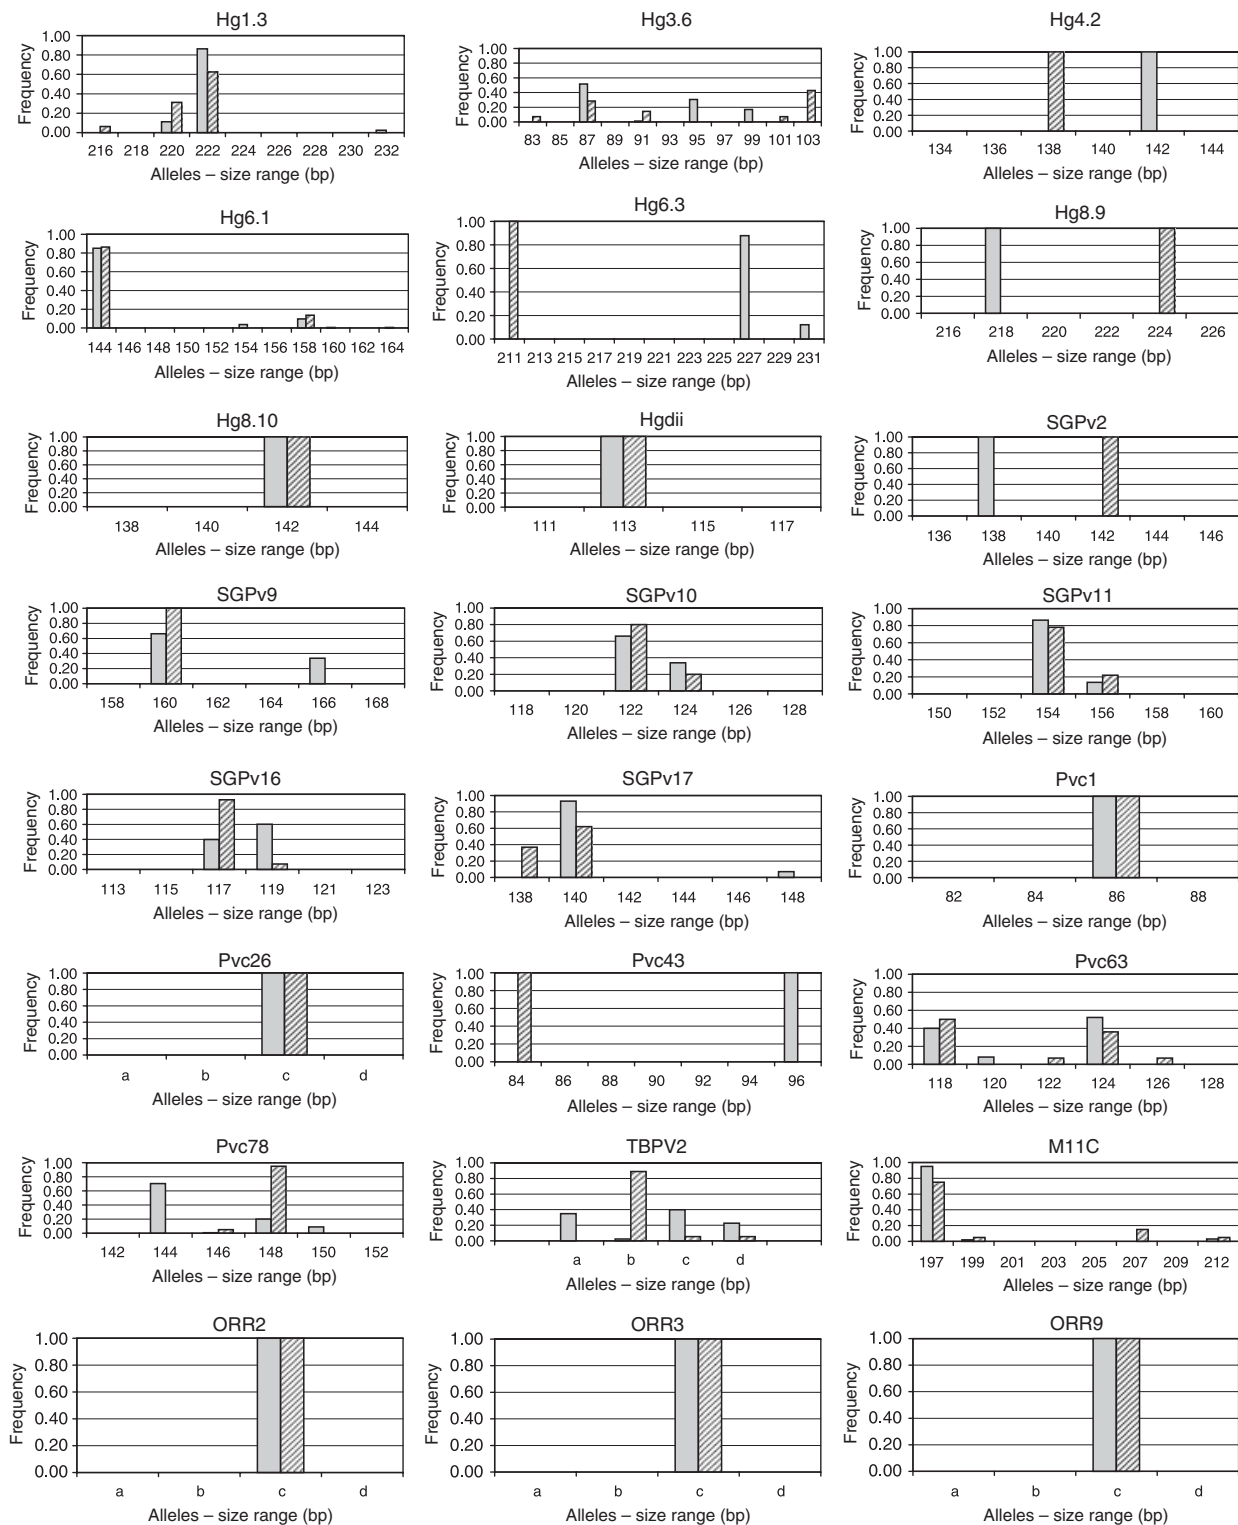 Hg1.3
Frequency
1.00
0.80
0.60
0.40
0.20
0.00
216 218 220 222 224 226 228 230 232
Alleles – size range (bp)
Hg3.6
Frequency
1.00
0.80
0.60
0.40
0.20
0.00
83 85 87 89 91 93 95 97 99 101 103
Alleles – size range (bp)
Hg4.2
Frequency
1.00
0.80
0.60
0.40
0.20
0.00
134 136 138 140 142 144
Alleles – size range (bp)
Hg6.1
Frequency
1.00
0.80
0.60
0.40
0.20
0.00
144 146 148 150 152 154 156 158 160 162 164
Alleles – size range (bp)
Hg6.3
Frequency
1.00
0.80
0.60
0.40
0.20
0.00
211 213 215 217 219 221 223 225 227 229 231
Alleles – size range (bp)
Hg8.9
Frequency
1.00
0.80
0.60
0.40
0.20
0.00
216 218 220 222 224 226
Alleles – size range (bp)
Hg8.10
Frequency
1.00
0.80
0.60
0.40
0.20
0.00
138 140 142 144
Alleles – size range (bp)
Hgdii
Frequency
1.00
0.80
0.60
0.40
0.20
0.00
111 113 115 117
Alleles – size range (bp)
SGPv2
Frequency
1.00
0.80
0.60
0.40
0.20
0.00
136 138 140 142 144 146
Alleles – size range (bp)
SGPv9
Frequency
1.00
0.80
0.60
0.40
0.20
0.00
158 160 162 164 166 168
Alleles – size range (bp)
SGPv10
Frequency
1.00
0.80
0.60
0.40
0.20
0.00
118 120 122 124 126 128
Alleles – size range (bp)
SGPv11
Frequency
1.00
0.80
0.60
0.40
0.20
0.00
150 152 154 156 158 160
Alleles – size range (bp)
SGPv16
Frequency
1.00
0.80
0.60
0.40
0.20
0.00
113 115 117 119 121 123
Alleles – size range (bp)
SGPv17
Frequency
1.00
0.80
0.60
0.40
0.20
0.00
138 140 142 144 146 148
Alleles – size range (bp)
Pvc1
Frequency
1.00
0.80
0.60
0.40
0.20
0.00
82 84 86 88
Alleles – size range (bp)
Pvc26
Frequency
1.00
0.80
0.60
0.40
0.20
0.00
a b c d
Alleles – size range (bp)
Pvc43
Frequency
1.00
0.80
0.60
0.40
0.20
0.00
84 86 88 90 92 94 96
Alleles – size range (bp)
Pvc63
Frequency
1.00
0.80
0.60
0.40
0.20
0.00
118 120 122 124 126 128
Alleles – size range (bp)
Pvc78
Frequency
1.00
0.80
0.60
0.40
0.20
0.00
142 144 146 148 150 152
Alleles – size range (bp)
TBPV2
Frequency
1.00
0.80
0.60
0.40
0.20
0.00
a b c d
Alleles – size range (bp)
M11C
Frequency
1.00
0.80
0.60
0.40
0.20
0.00
197 199 201 203 205 207 209 212
Alleles – size range (bp)
ORR2
Frequency
1.00
0.80
0.60
0.40
0.20
0.00
a b c d
Alleles – size range (bp)
ORR3
Frequency
1.00
0.80
0.60
0.40
0.20
0.00
a b c d
Alleles – size range (bp)
ORR9
Frequency
1.00
0.80
0.60
0.40
0.20
0.00
a b c d
Alleles – size range (bp)